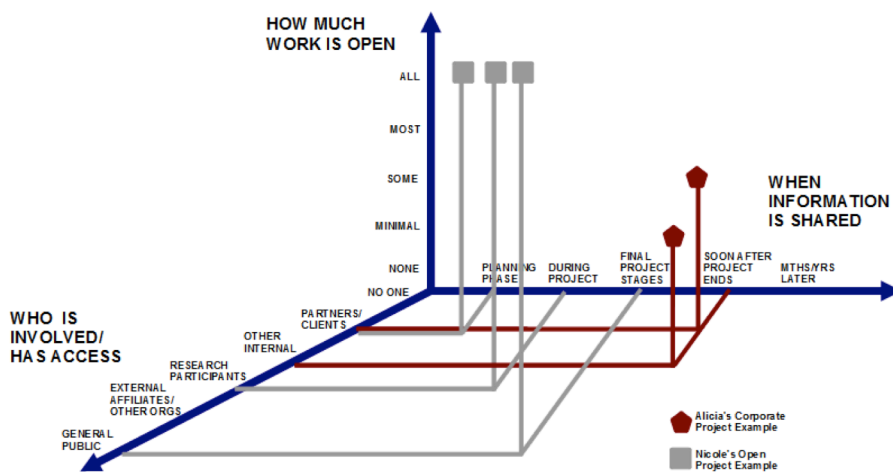 HOW MUCH
WORK IS OPEN
ALL
MOST
SOME
MINIMAL
NONE
NO ONE
PLANNING
PHASE
DURING
PROJECT
FINAL
PROJECT
STAGES
SOON AFTER
PROJECT
ENDS
MTHS/YRS
LATER
WHEN
INFORMATION
IS SHARED
WHO IS
INVOLVED/
HAS ACCESS
PARTNERS/
CLIENTS
OTHER
INTERNAL
RESEARCH
PARTICIPANTS
EXTERNAL
AFFILIATES/
OTHER ORGS
GENERAL
PUBLIC
Alicia's Corporate
Project Example
Nicole's Open
Project Example